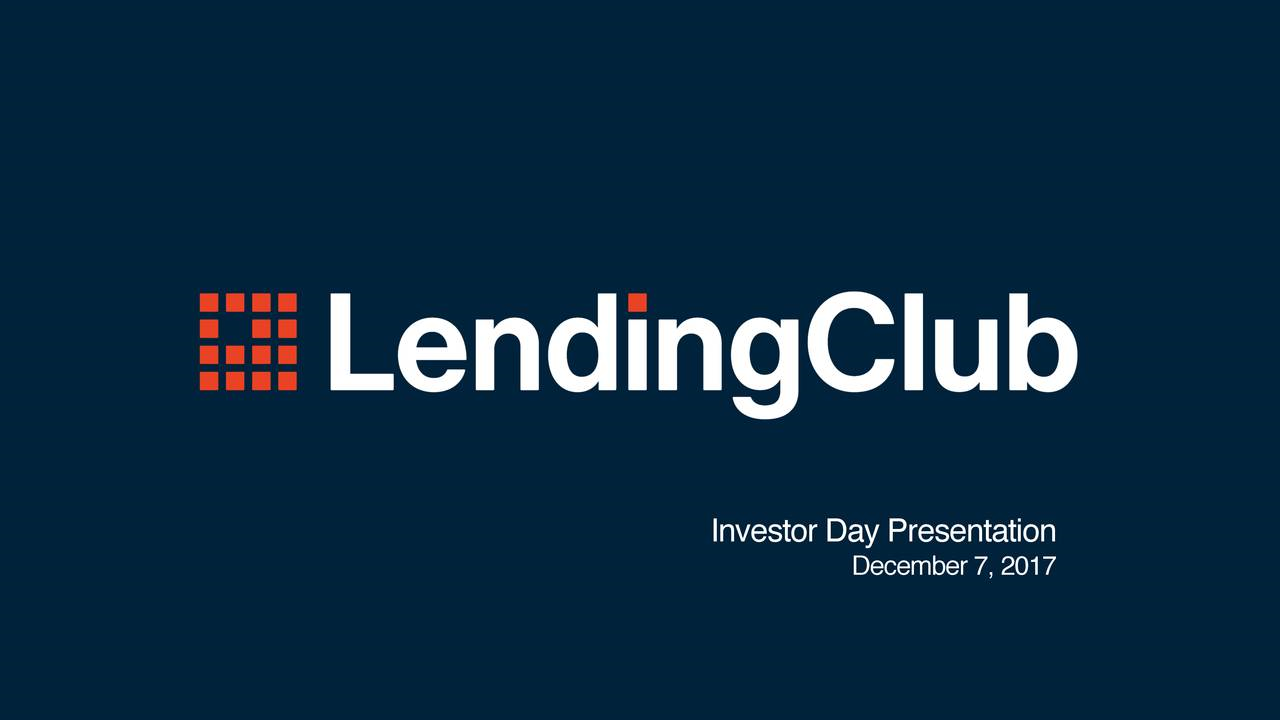 LendingClub
Investor Day Presentation
December 7, 2017